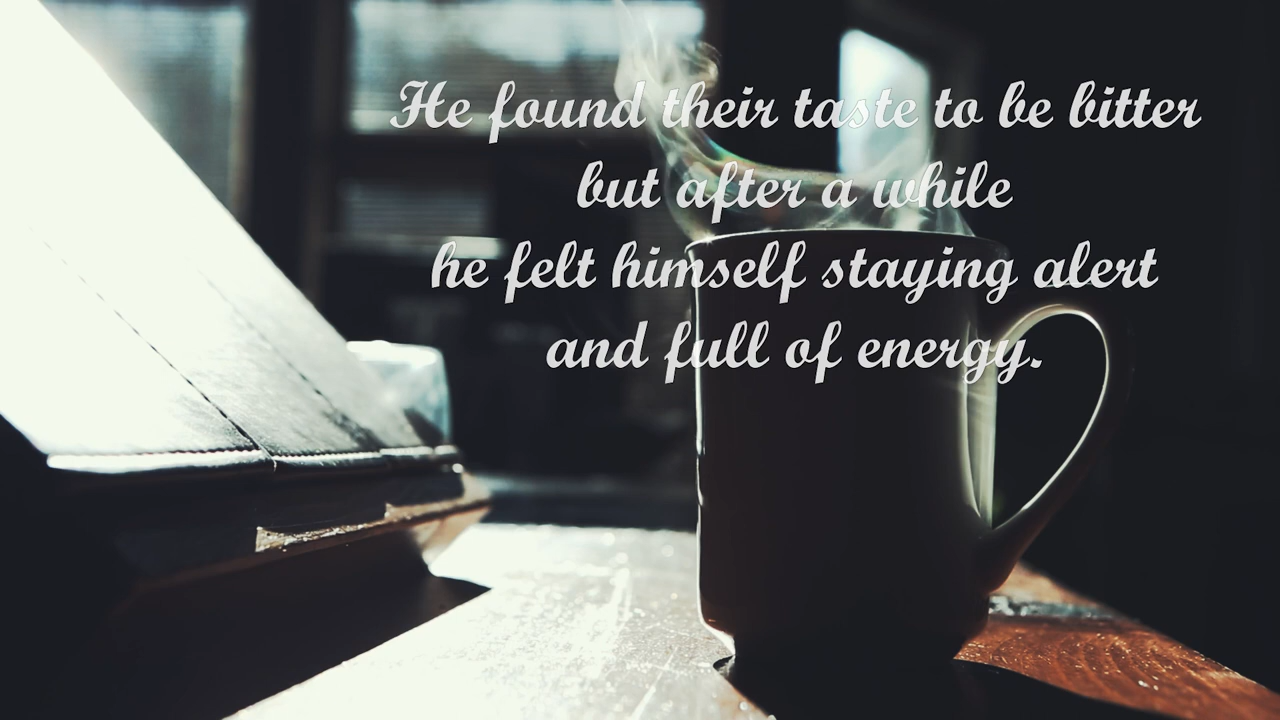 He found their taste to be bitter
but after a while
he felt himself staying alert
and full of energy.